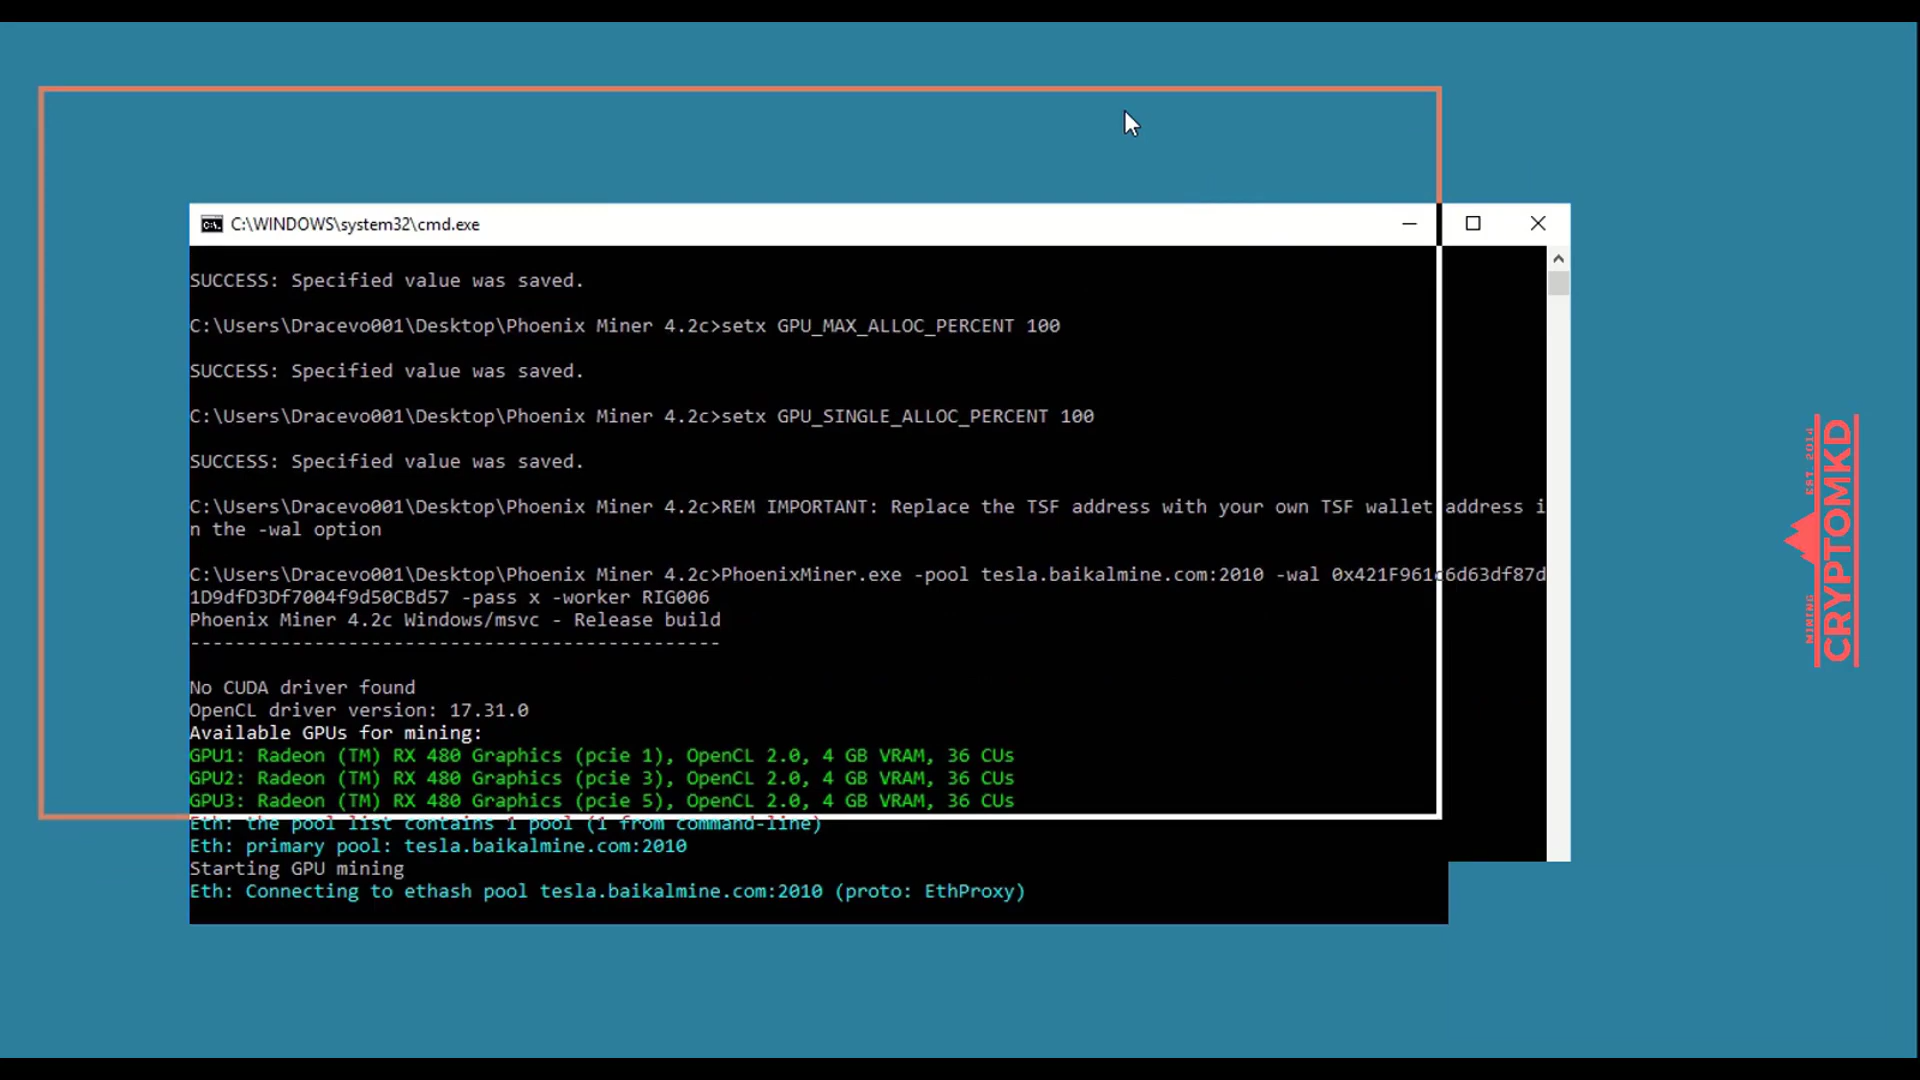 C:\WINDOWS\system32\cmd.exe
SUCCESS: Specified value was saved.
C:\Users\Dracevo001\Desktop\Phoenix Miner 4.2c>setx GPU_MAX_ALLOC_PERCENT 100
SUCCESS: Specified value was saved.
C:\Users\Dracevo001\Desktop\Phoenix Miner 4.2c>setx GPU_SINGLE_ALLOC_PERCENT 100
SUCCESS: Specified value was saved.
C:\Users\Dracevo001\Desktop\Phoenix Miner 4.2c>REM IMPORTANT: Replace the TSF address with your own TSF wallet address i
n the -wal option
C:\Users\Dracevo001\Desktop\Phoenix Miner 4.2c>PhoenixMiner.exe -pool tesla.baikalmine.com:2010 -wal 0x421F961c6d63df87d
1D9dfD3Df7004f9d50CBd57 -pass x -worker RIG006
Phoenix Miner 4.2c Windows/msvc - Release build
-----------------------------------------------
No CUDA driver found
OpenCL driver version: 17.31.0
Available GPUs for mining:
GPU1: Radeon (TM) RX 480 Graphics (pcie 1), OpenCL 2.0, 4 GB VRAM, 36 CUs
GPU2: Radeon (TM) RX 480 Graphics (pcie 3), OpenCL 2.0, 4 GB VRAM, 36 CUs
GPU3: Radeon (TM) RX 480 Graphics (pcie 5), OpenCL 2.0, 4 GB VRAM, 36 CUs
Eth: the pool list contains 1 pool (1 from command-line)
Eth: primary pool: tesla.baikalmine.com:2010
Starting GPU mining
Eth: Connecting to ethash pool tesla.baikalmine.com:2010 (proto: EthProxy)
MINING EST. 2014
CRYPTOMKD